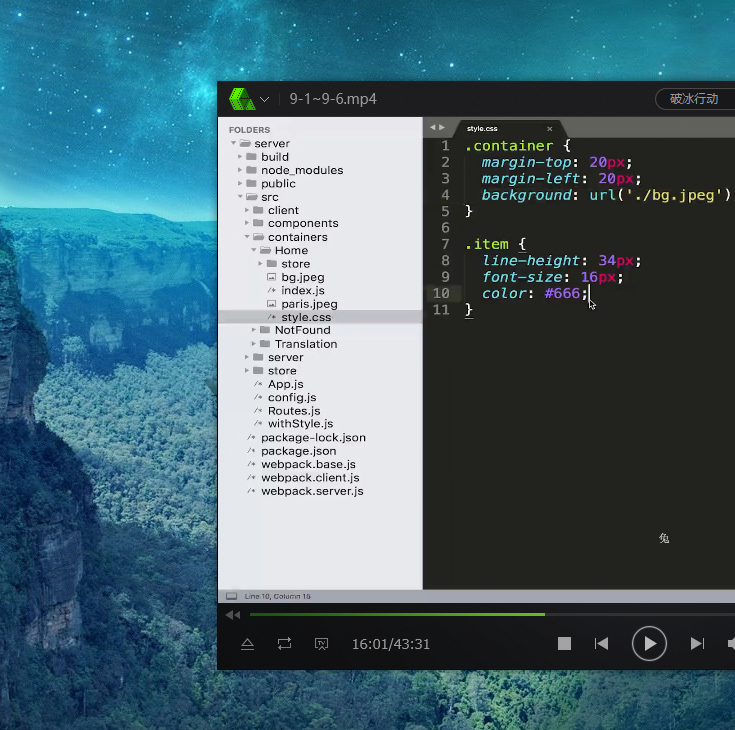 9-1~9-6.mp4
破冰行动
FOLDERS
server
build
node_modules
public
src
client
components
containers
Home
store
bg.jpeg
index.js
paris.jpeg
style.css
NotFound
Translation
server
store
App.js
config.js
Routes.js
withStyle.js
package-lock.json
package.json
webpack.base.js
webpack.client.js
webpack.server.js
style.css
1 .container {
2 margin-top: 20px;
3 margin-left: 20px;
4 background: url('./bg.jpeg')
5 }
6
7 .item {
8 line-height: 34px;
9 font-size: 16px;
10 color: #666;
11 }
兔
Line 10, Column 15
16:01/43:31